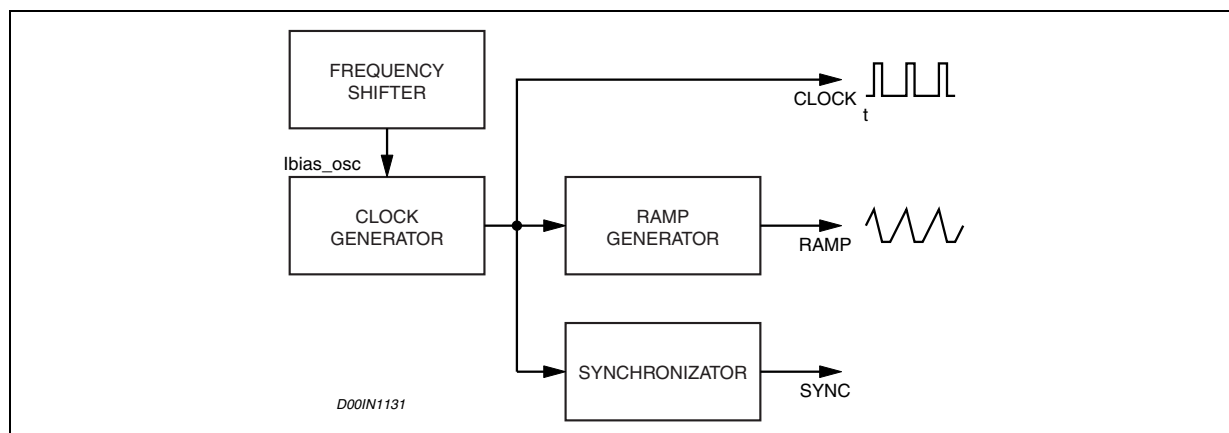 FREQUENCY
SHIFTER
CLOCK
t
Ibias_osc
CLOCK
GENERATOR
RAMP
GENERATOR
RAMP
SYNCHRONIZATOR
SYNC
D00IN1131